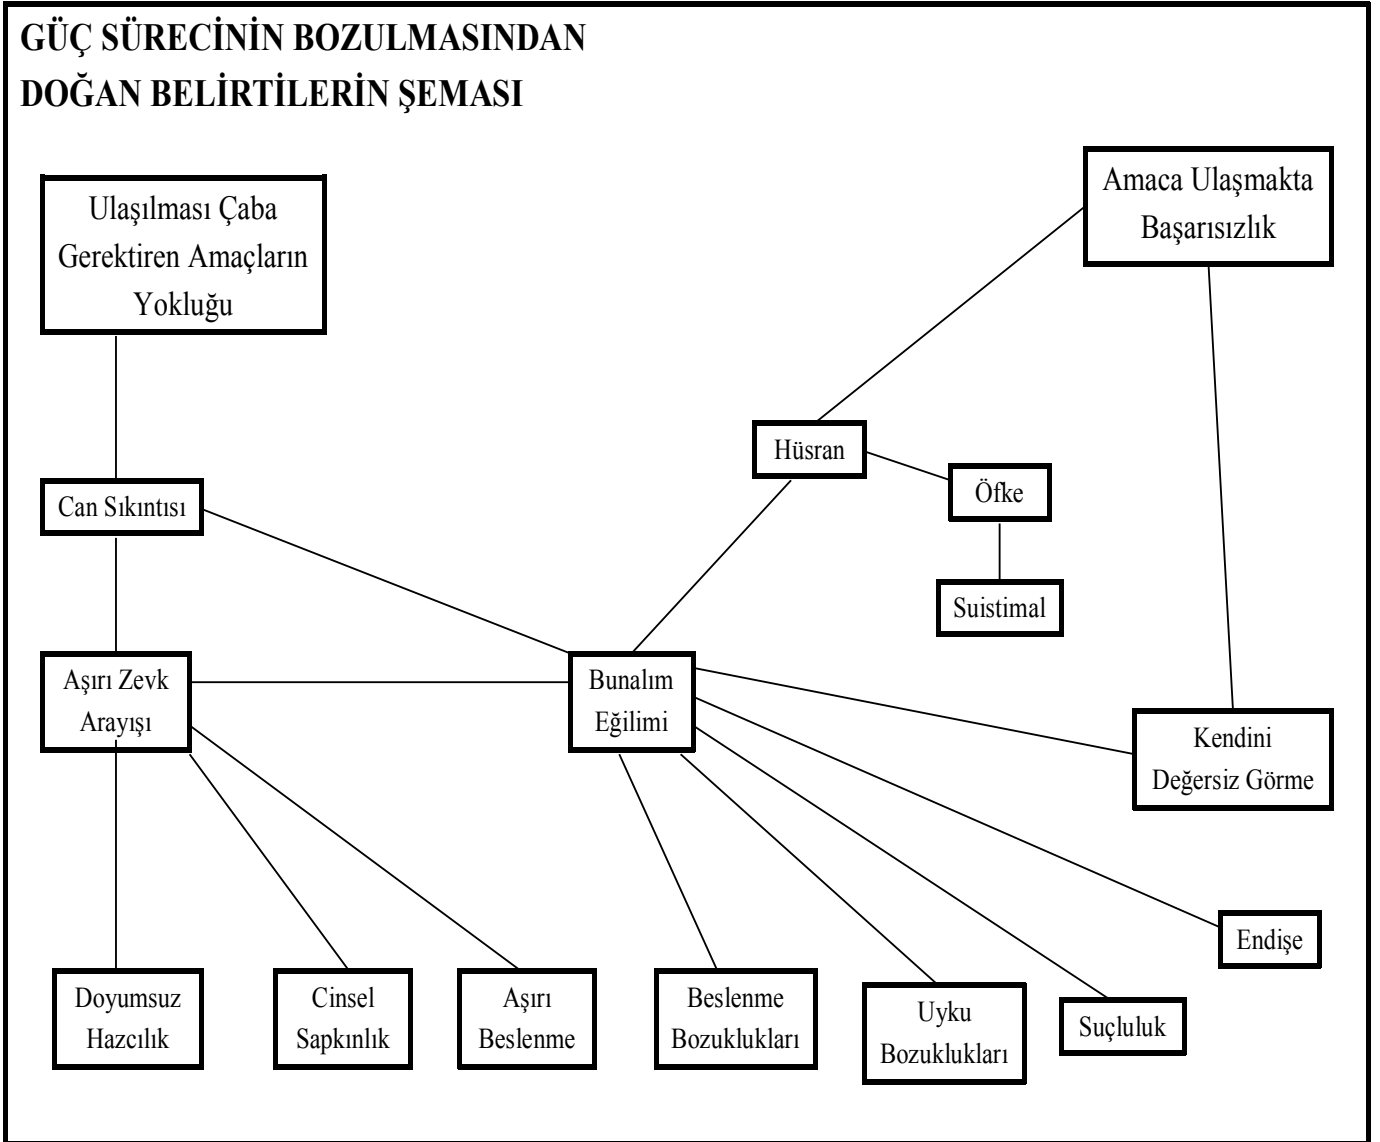 GÜÇ SÜRECİNİN BOZULMASINDAN
DOĞAN BELİRTİLERİN ŞEMASI
Ulaşılması Çaba
Gerektiren Amaçların
Yokluğu
Amaca Ulaşmakta
Başarısızlık
Hüsran
Öfke
Can Sıkıntısı
Suistimal
Aşırı Zevk
Arayışı
Bunalım
Eğilimi
Kendini
Değersiz Görme
Endişe
Doyumsuz
Hazcılık
Cinsel
Sapkınlık
Aşırı
Beslenme
Beslenme
Bozuklukları
Uyku
Bozuklukları
Suçluluk